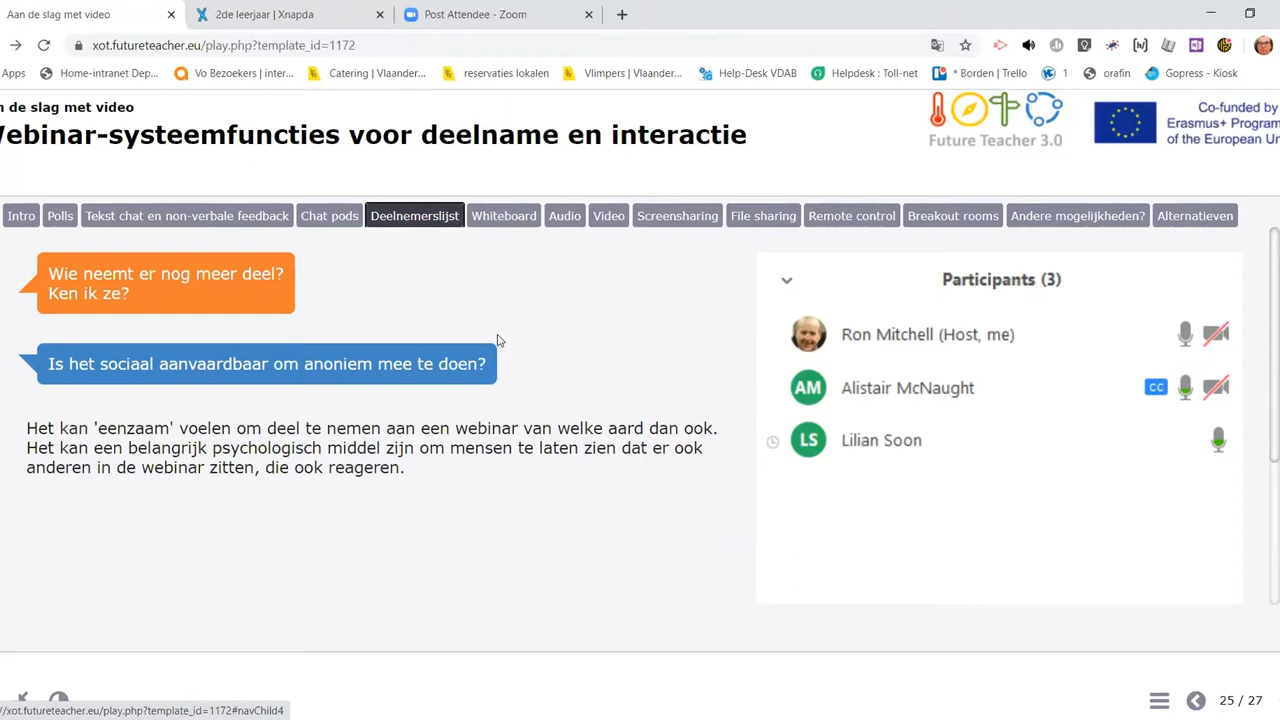 Aan de slag met video
2de leerjaar | Xnapda
Post Attendee - Zoom
xot.futureteacher.eu/play.php?template_id=1172
Apps
Home-intranet Dep...
Vo Bezoekers | inter...
Catering | Vlaander...
reservaties lokalen
Vlimpers | Vlaander...
Help-Desk VDAB
Helpdesk : Toll-net
* Borden | Trello
1
orafin
Gopress - Kiosk
n de slag met video
Webinar-systeemfuncties voor deelname en interactie
Future Teacher 3.0
Co-funded by
Erasmus+ Program
of the European Un
Intro
Polls
Tekst chat en non-verbale feedback
Chat pods
Deelnemerslijst
Whiteboard
Audio
Video
Screensharing
File sharing
Remote control
Breakout rooms
Andere mogelijkheden?
Alternatieven
Wie neemt er nog meer deel?
Ken ik ze?
Is het sociaal aanvaardbaar om anoniem mee te doen?
Het kan 'eenzaam' voelen om deel te nemen aan een webinar van welke aard dan ook.
Het kan een belangrijk psychologisch middel zijn om mensen te laten zien dat er ook
anderen in de webinar zitten, die ook reageren.
Participants (3)
Ron Mitchell (Host, me)
AM Alistair McNaught CC
LS Lilian Soon
//xot.futureteacher.eu/play.php?template_id=1172#navChild4
25 / 27